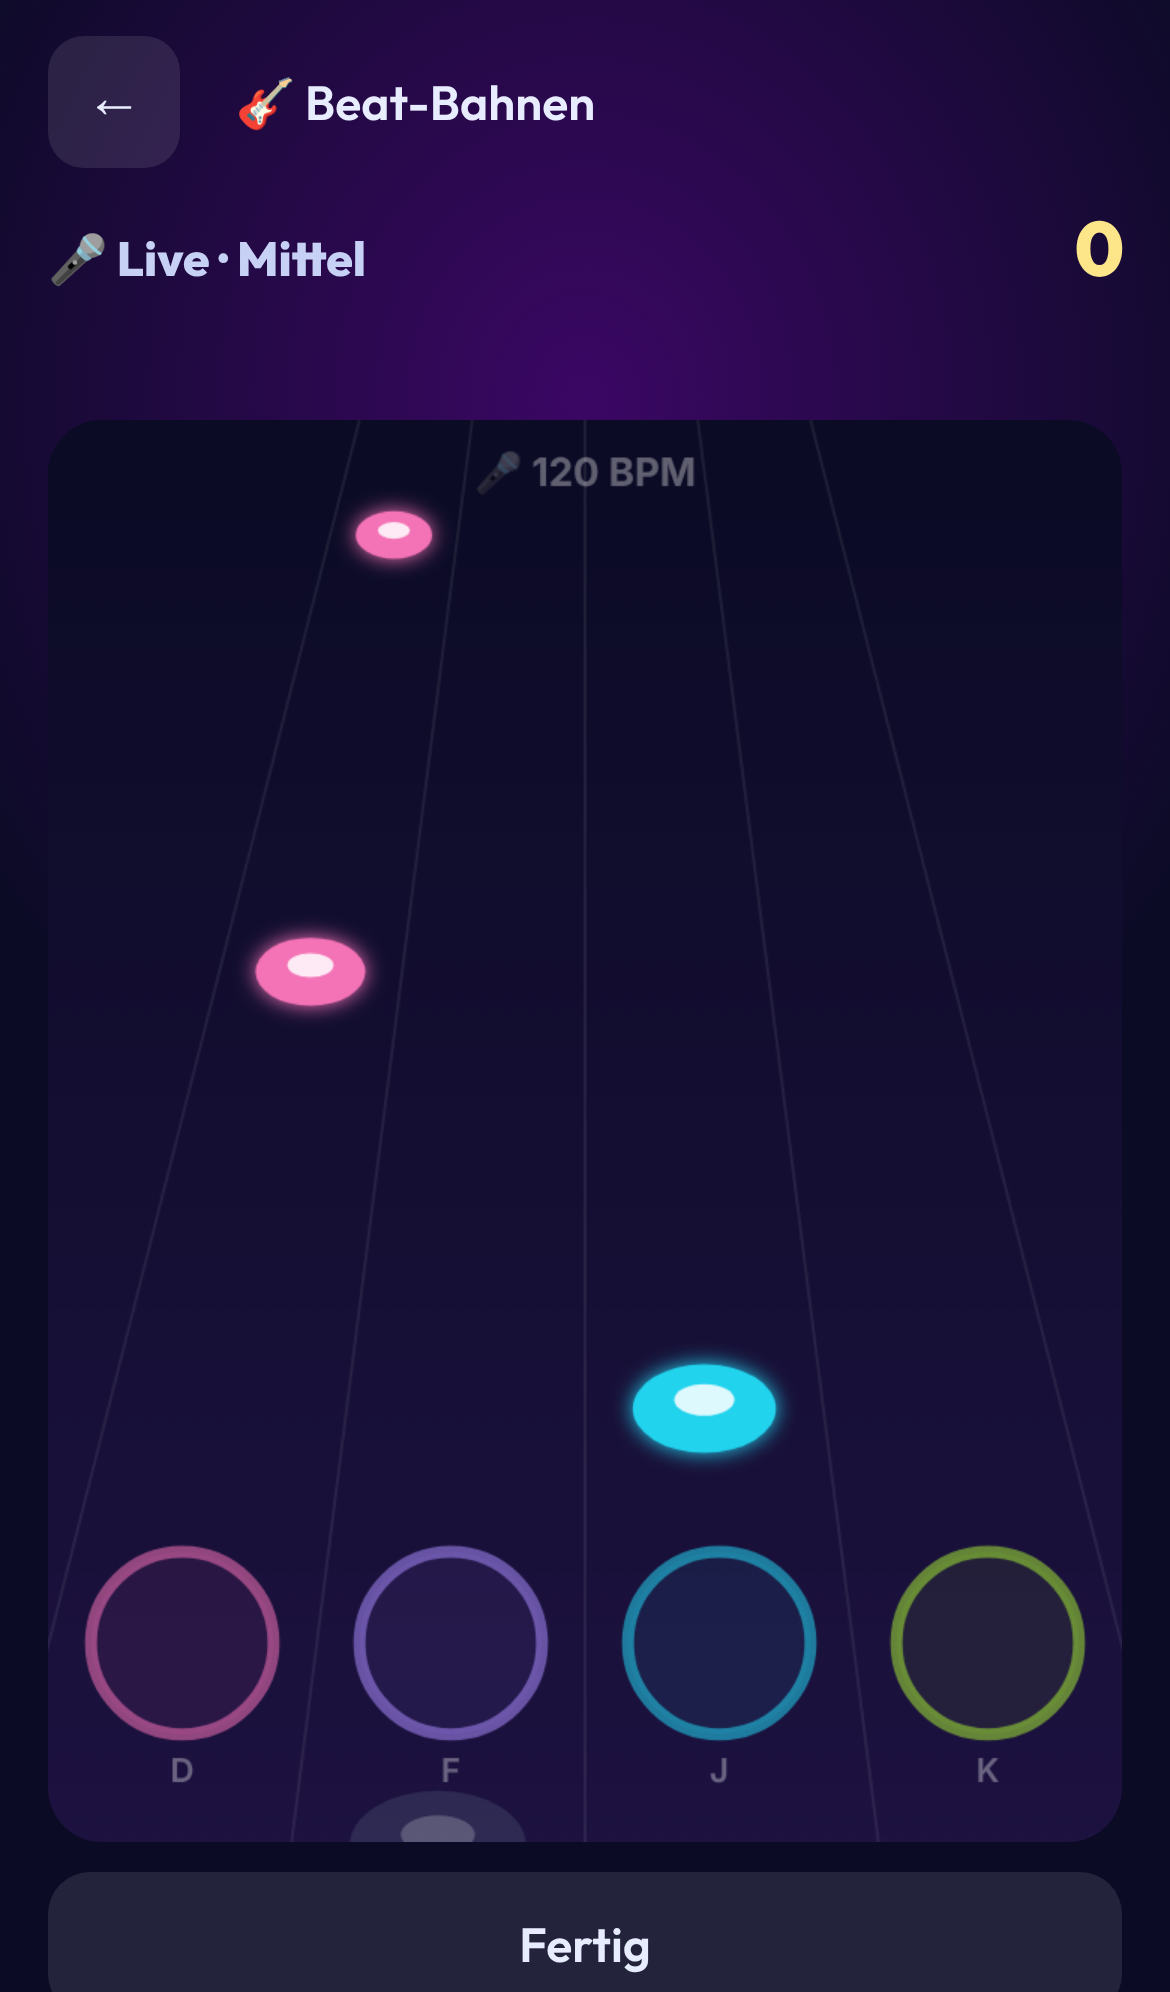 ← 🎸 Beat-Bahnen
🎤 Live · Mittel
0
🎤 120 BPM
D F J K
Fertig